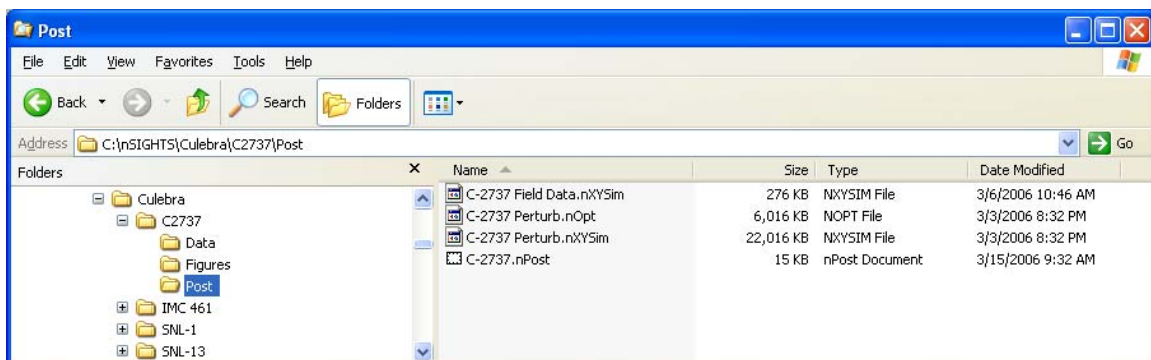 Post
File Edit View Favorites Tools Help
Back Search Folders
Address C:\nSIGHTS\Culebra\C2737\Post Go
Folders x Name Size Type Date Modified
Culebra
C2737
Data
Figures
Post
IMC 461
SNL-1
SNL-13
C-2737 Field Data.nXYSim 276 KB NXYSIM File 3/6/2006 10:46 AM
C-2737 Perturb.nOpt 6,016 KB NOPT File 3/3/2006 8:32 PM
C-2737 Perturb.nXYSim 22,016 KB NXYSIM File 3/3/2006 8:32 PM
C-2737.nPost 15 KB nPost Document 3/15/2006 9:32 AM